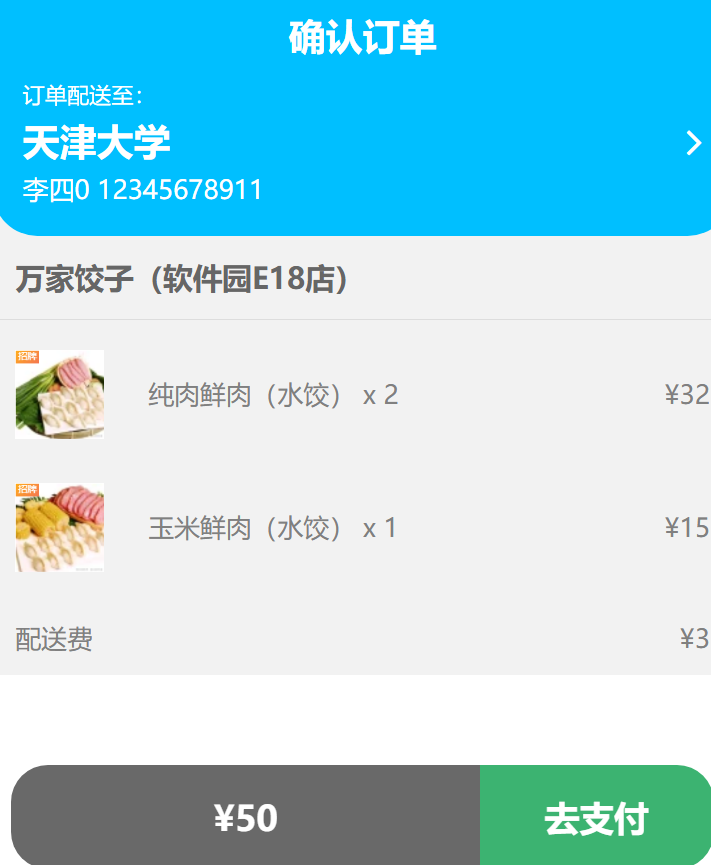 确认订单
订单配送至：
天津大学
李四0 12345678911
万家饺子（软件园E18店）
招牌
纯肉鲜肉（水饺） x 2
¥32
招牌
玉米鲜肉（水饺） x 1
¥15
配送费
¥3
¥50
去支付